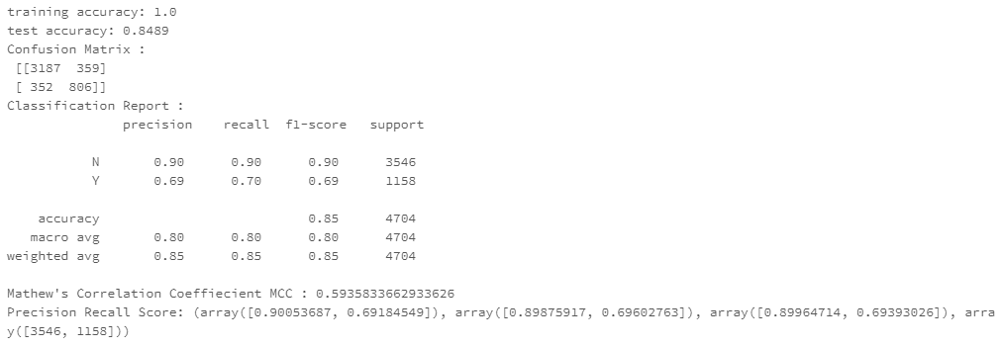 training accuracy: 1.0
test accuracy: 0.8489
Confusion Matrix :
 [[3187  359]
 [ 352  806]]
Classification Report :
              precision    recall  f1-score   support

           N       0.90      0.90      0.90      3546
           Y       0.69      0.70      0.69      1158

    accuracy                           0.85      4704
   macro avg       0.80      0.80      0.80      4704
weighted avg       0.85      0.85      0.85      4704

Mathew's Correlation Coeffiecient MCC : 0.5935833662933626
Precision Recall Score: (array([0.90053687, 0.69184549]), array([0.89875917, 0.69602763]), array([0.89964714, 0.69393026]), arra
y([3546, 1158]))